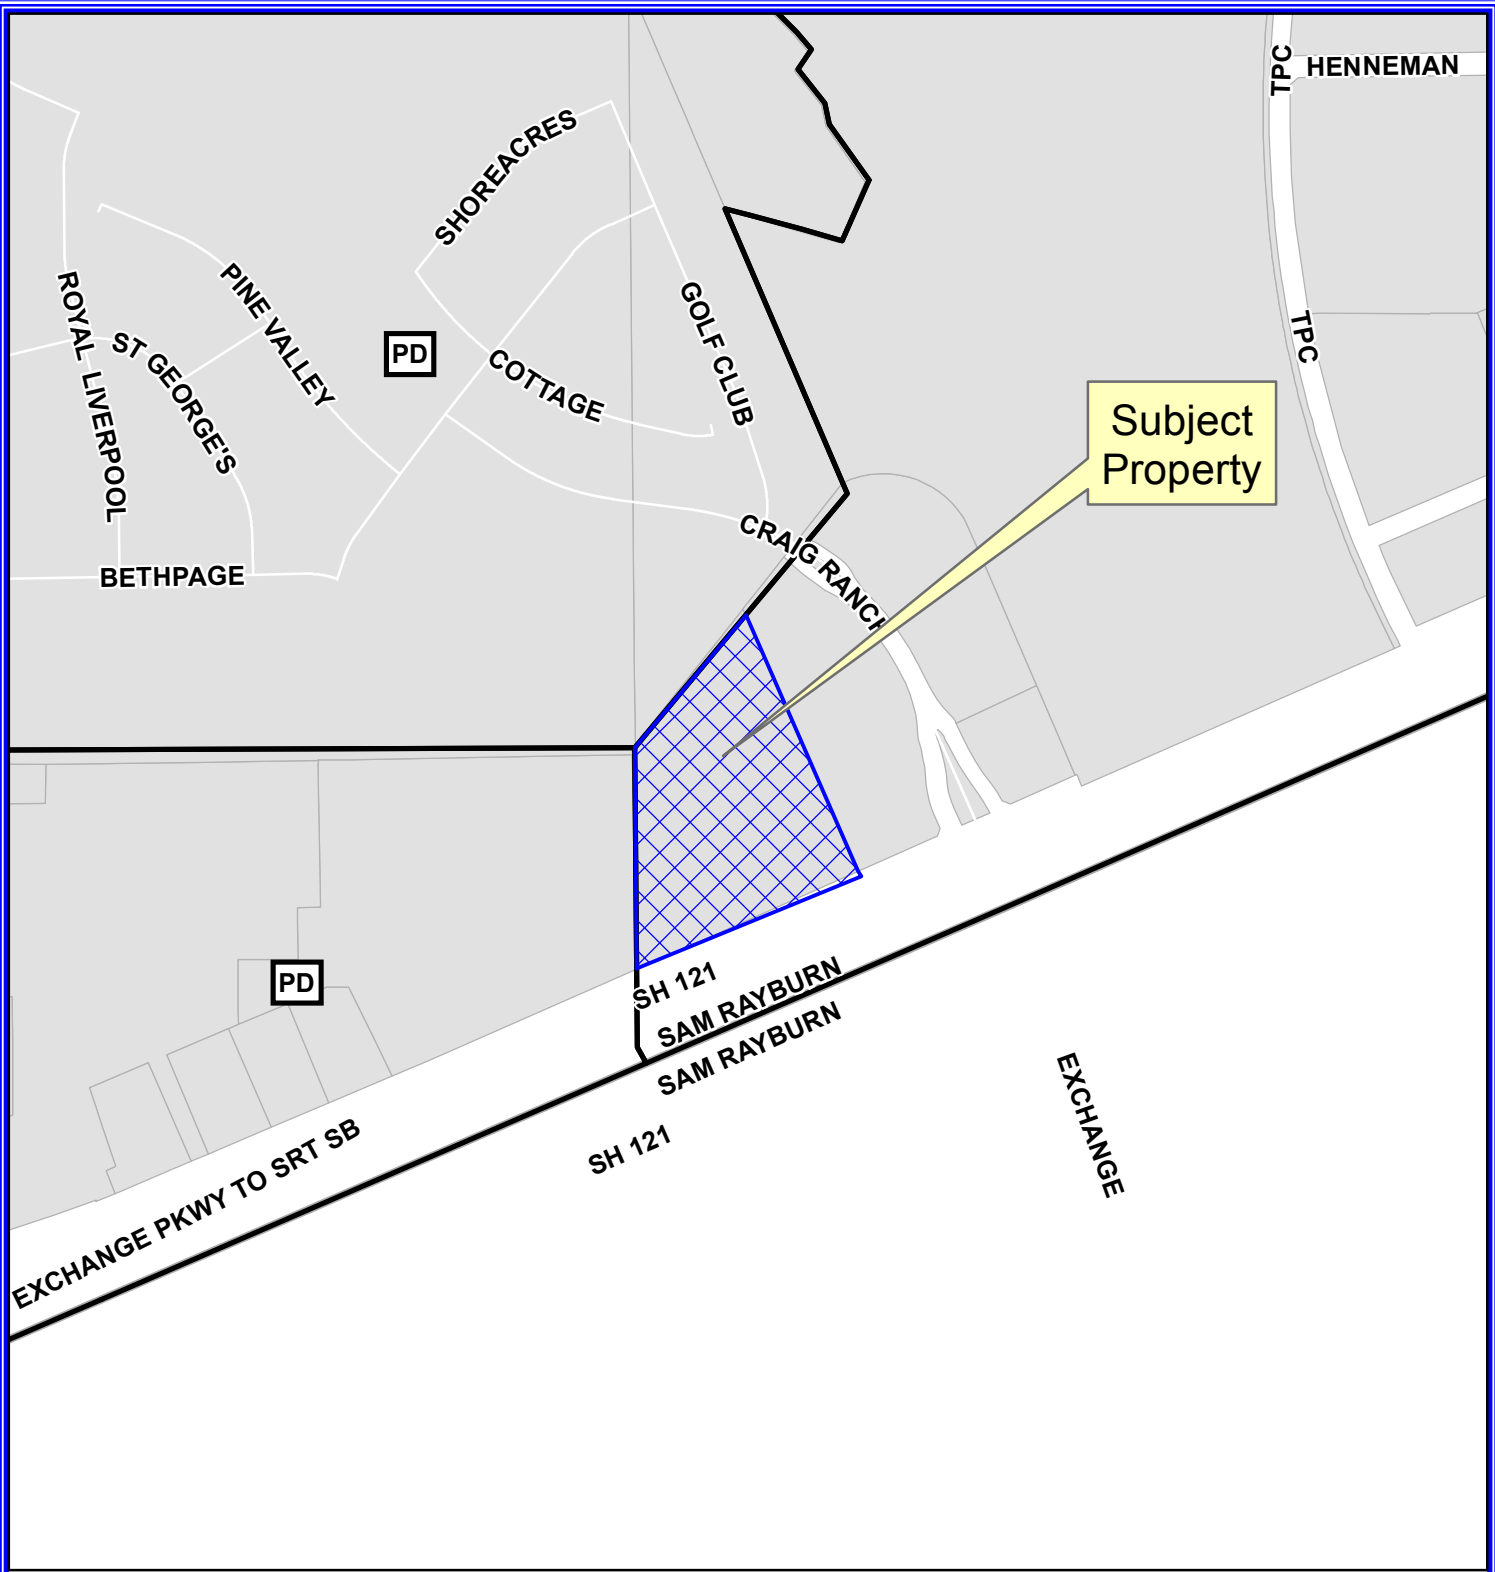 TPC
HENNEMAN
SHOREACRES
ROYAL LIVERPOOL
PINE VALLEY
ST GEORGE'S
PD
COTTAGE
GOLF CLUB
TPC
Subject
Property
CRAIG RANCH
BETHPAGE
PD
SH 121
SAM RAYBURN
SAM RAYBURN
EXCHANGE
SH 121
EXCHANGE PKWY TO SRT SB